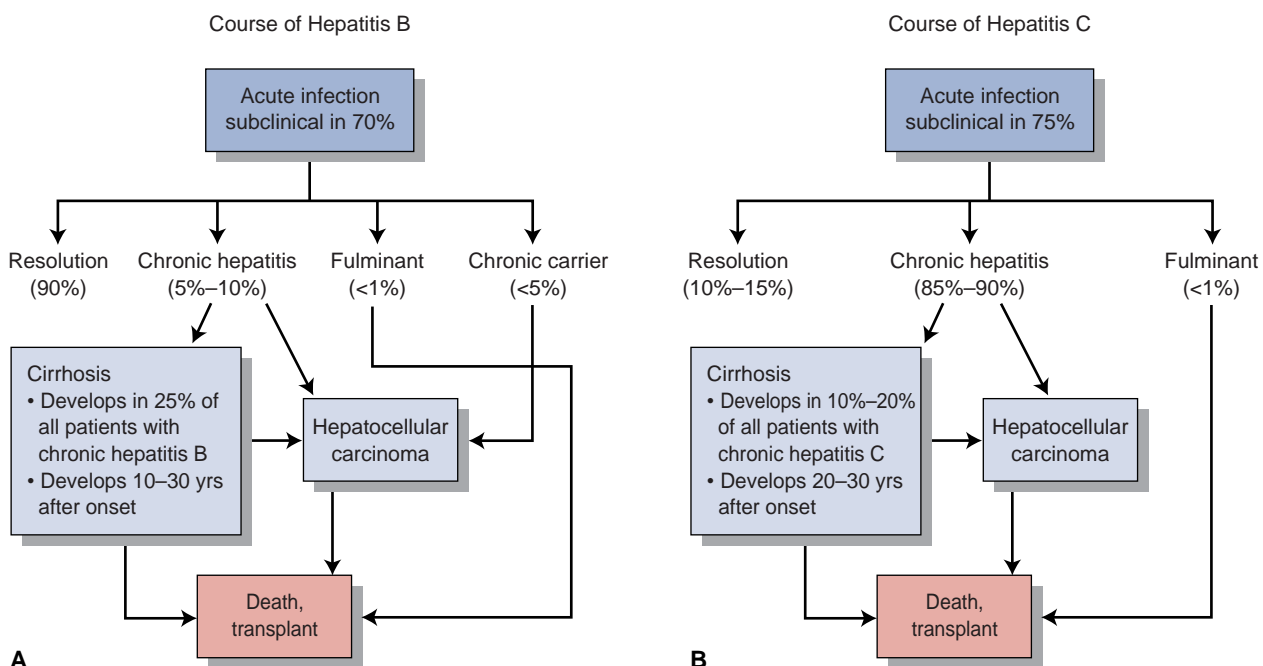 Course of Hepatitis B
Acute infection
subclinical in 70%
Resolution
(90%)
Chronic hepatitis
(5%–10%)
Fulminant
(<1%)
Chronic carrier
(<5%)
Cirrhosis
• Develops in 25% of
all patients with
chronic hepatitis B
• Develops 10–30 yrs
after onset
Hepatocellular
carcinoma
Death,
transplant
A
Course of Hepatitis C
Acute infection
subclinical in 75%
Resolution
(10%–15%)
Chronic hepatitis
(85%–90%)
Fulminant
(<1%)
Cirrhosis
• Develops in 10%–20%
of all patients with
chronic hepatitis C
• Develops 20–30 yrs
after onset
Hepatocellular
carcinoma
Death,
transplant
B